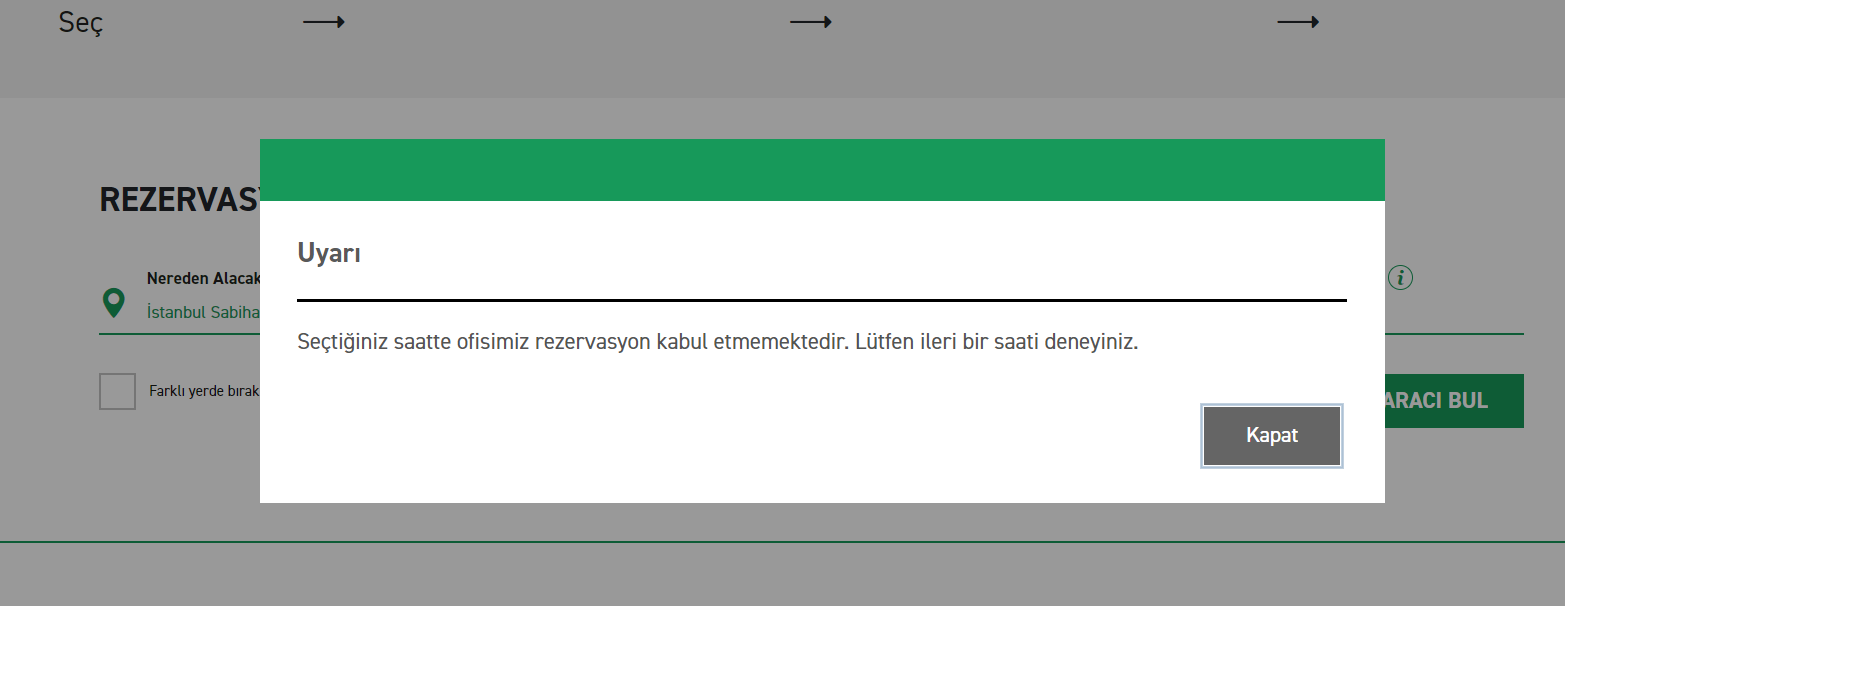 Seç
REZERVAS
Nereden Alacak
İstanbul Sabiha
Farklı yerde bırak
Uyarı
Seçtiğiniz saatte ofisimiz rezervasyon kabul etmemektedir. Lütfen ileri bir saati deneyiniz.
Kapat
i
ARACI BUL